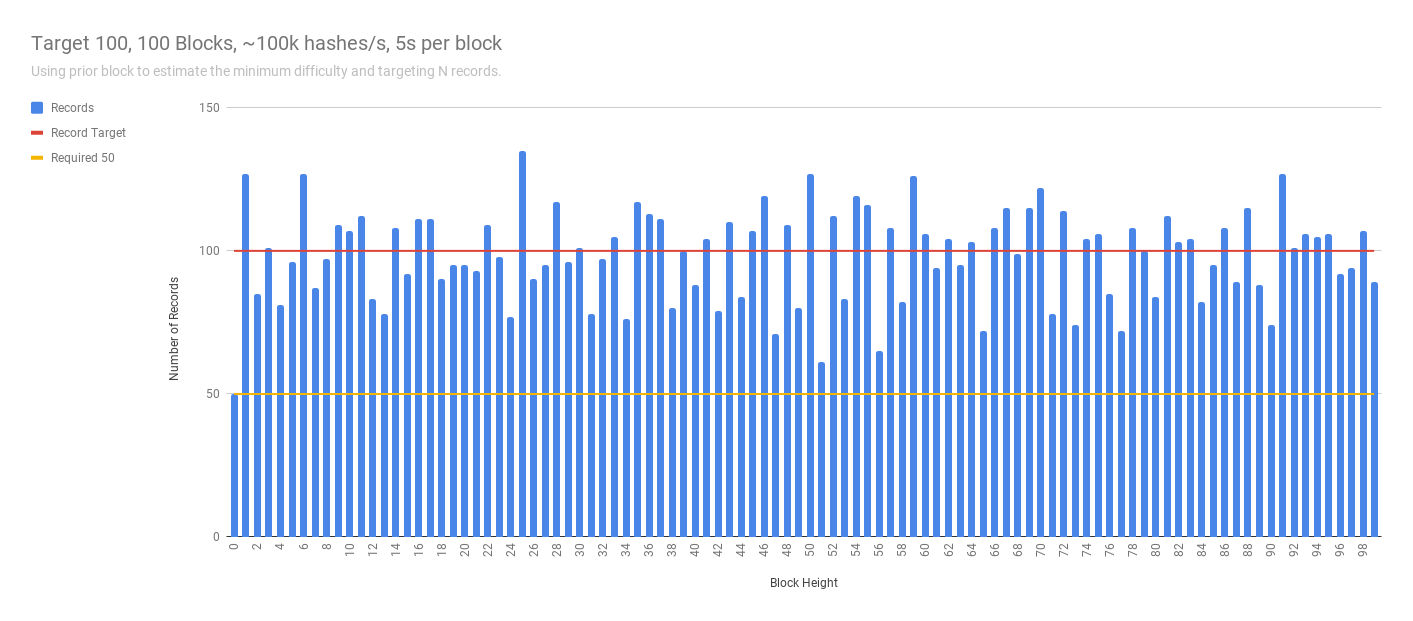 Target 100, 100 Blocks, ~100k hashes/s, 5s per block
Using prior block to estimate the minimum difficulty and targeting N records.
Records
Record Target
Required 50
150
100
50
0
Number of Records
0 2 4 6 8 10 12 14 16 18 20 22 24 26 28 30 32 34 36 38 40 42 44 46 48 50 52 54 56 58 60 62 64 66 68 70 72 74 76 78 80 82 84 86 88 90 92 94 96 98
Block Height